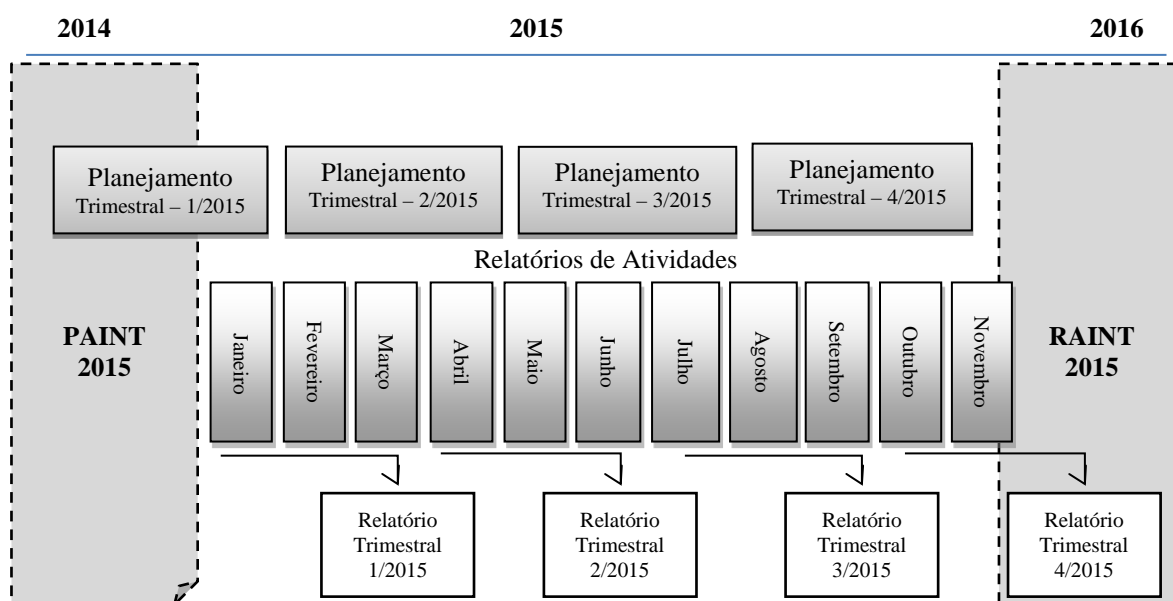 2014
2015
2016
Planejamento
Trimestral – 1/2015
Planejamento
Trimestral – 2/2015
Planejamento
Trimestral – 3/2015
Planejamento
Trimestral – 4/2015
Relatórios de Atividades
PAINT
2015
Janeiro
Fevereiro
Março
Abril
Maio
Junho
Julho
Agosto
Setembro
Outubro
Novembro
RAINT
2015
Relatório
Trimestral
1/2015
Relatório
Trimestral
2/2015
Relatório
Trimestral
3/2015
Relatório
Trimestral
4/2015